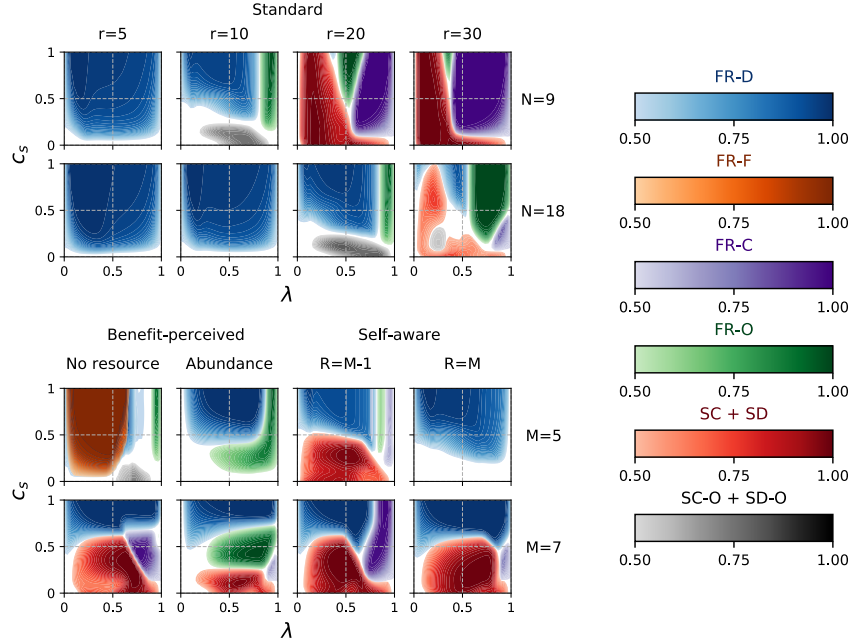 Standard
r=5 r=10 r=20 r=30
1
0.5
0
N=9
1
0.5
0
N=18
c_s
0 0.5 1 0 0.5 1 0 0.5 1 0 0.5 1
λ
Benefit-perceived Self-aware
No resource Abundance R=M-1 R=M
1
0.5
0
M=5
1
0.5
0
M=7
c_s
0 0.5 1 0 0.5 1 0 0.5 1 0 0.5 1
λ
FR-D
0.50 0.75 1.00
FR-F
0.50 0.75 1.00
FR-C
0.50 0.75 1.00
FR-O
0.50 0.75 1.00
SC + SD
0.50 0.75 1.00
SC-O + SD-O
0.50 0.75 1.00